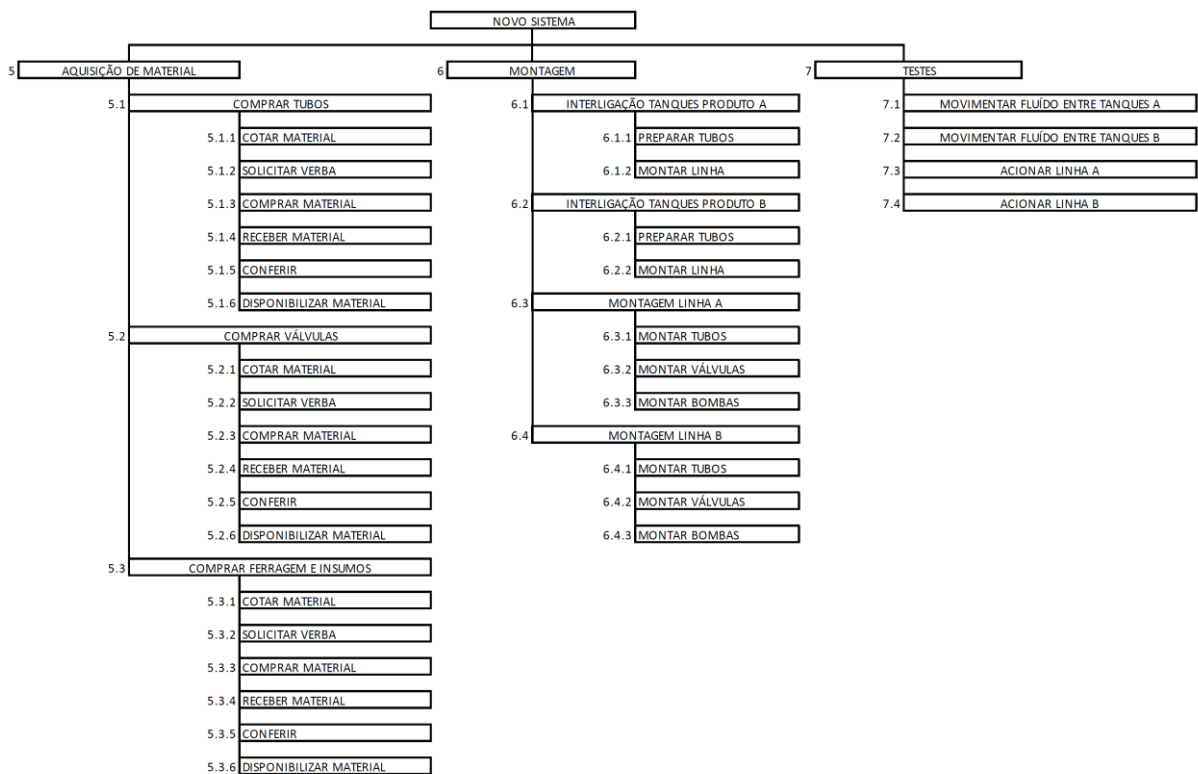 NOVO SISTEMA
5 AQUISIÇÃO DE MATERIAL
5.1 COMPRAR TUBOS
5.1.1 COTAR MATERIAL
5.1.2 SOLICITAR VERBA
5.1.3 COMPRAR MATERIAL
5.1.4 RECEBER MATERIAL
5.1.5 CONFERIR
5.1.6 DISPONIBILIZAR MATERIAL
5.2 COMPRAR VÁLVULAS
5.2.1 COTAR MATERIAL
5.2.2 SOLICITAR VERBA
5.2.3 COMPRAR MATERIAL
5.2.4 RECEBER MATERIAL
5.2.5 CONFERIR
5.2.6 DISPONIBILIZAR MATERIAL
5.3 COMPRAR FERRAGEM E INSUMOS
5.3.1 COTAR MATERIAL
5.3.2 SOLICITAR VERBA
5.3.3 COMPRAR MATERIAL
5.3.4 RECEBER MATERIAL
5.3.5 CONFERIR
5.3.6 DISPONIBILIZAR MATERIAL
6 MONTAGEM
6.1 INTERLIGAÇÃO TANQUES PRODUTO A
6.1.1 PREPARAR TUBOS
6.1.2 MONTAR LINHA
6.2 INTERLIGAÇÃO TANQUES PRODUTO B
6.2.1 PREPARAR TUBOS
6.2.2 MONTAR LINHA
6.3 MONTAGEM LINHA A
6.3.1 MONTAR TUBOS
6.3.2 MONTAR VÁLVULAS
6.3.3 MONTAR BOMBAS
6.4 MONTAGEM LINHA B
6.4.1 MONTAR TUBOS
6.4.2 MONTAR VÁLVULAS
6.4.3 MONTAR BOMBAS
7 TESTES
7.1 MOVIMENTAR FLUÍDO ENTRE TANQUES A
7.2 MOVIMENTAR FLUÍDO ENTRE TANQUES B
7.3 ACIONAR LINHA A
7.4 ACIONAR LINHA B